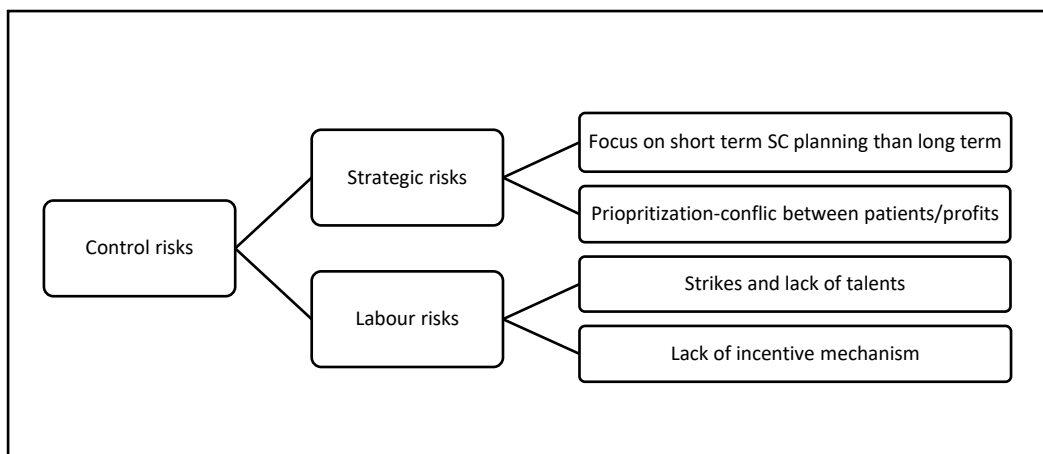 Control risks
Strategic risks
Focus on short term SC planning than long term
Priopritization-conflic between patients/profits
Labour risks
Strikes and lack of talents
Lack of incentive mechanism